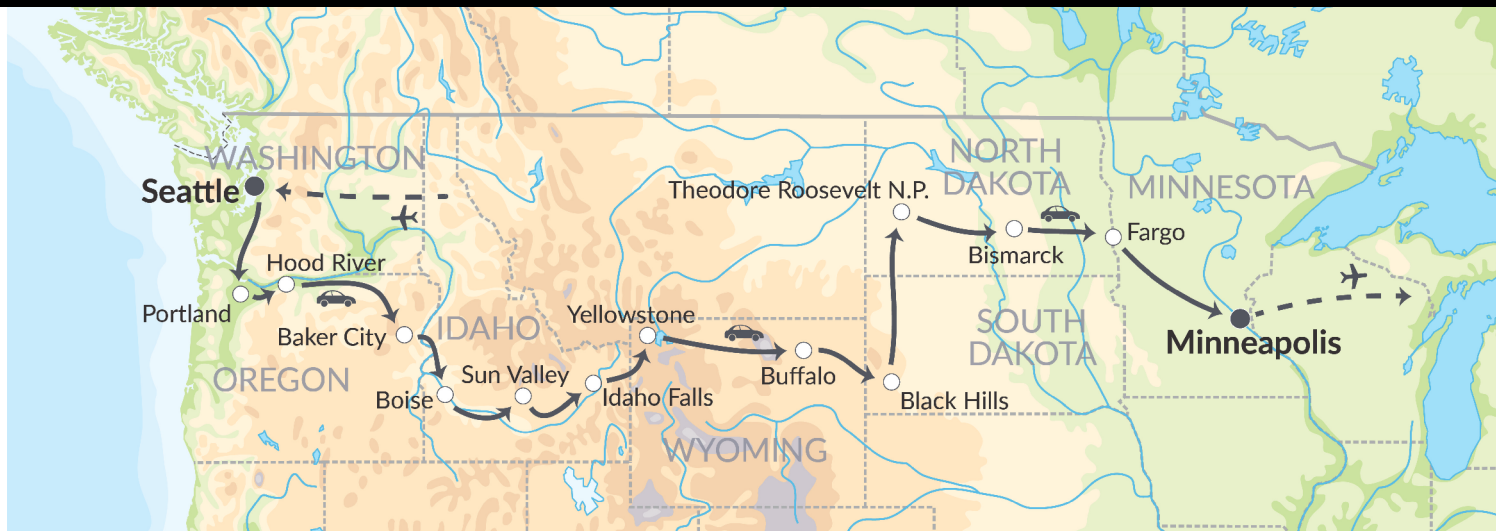 WASHINGTON
NORTH
DAKOTA
MINNESOTA
Seattle
Theodore Roosevelt N.P.
Bismarck
Fargo
Hood River
Portland
Baker City
IDAHO
Yellowstone
SOUTH
DAKOTA
Minneapolis
OREGON
Boise
Sun Valley
Idaho Falls
Buffalo
Black Hills
WYOMING